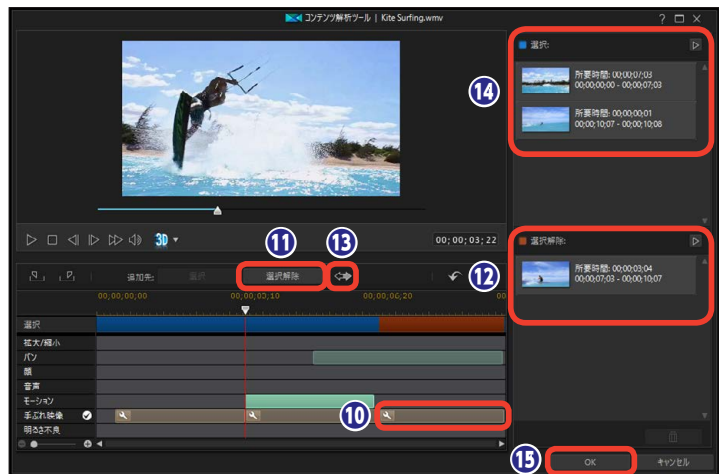 コンテンツ解析ツール | Kite Surfing.wmv
選択:
所要時間: 00;00;07;03
00;00;00;00 - 00;00;07;03
所要時間: 00;00;00;01
00;00;10;07 - 00;00;10;08
⑭
3D
00; 00; 03; 22
⑪
⑬
追加先:
選択
選択解除
⑫
選択解除:
所要時間: 00;00;03;04
00;00;07;03 - 00;00;10;07
00;00;00;00
00;00;03;10
00;00;06;20
00
選択
拡大/縮小
パン
顔
音声
モーション
手ぶれ映像
⑩
明るさ不良
⑮
OK
キャンセル